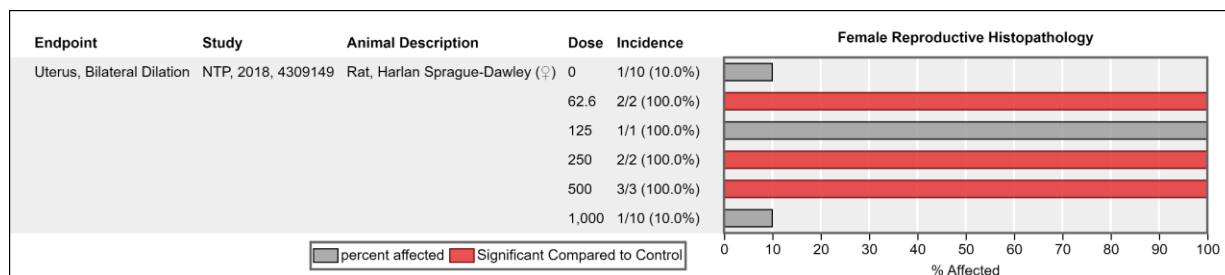 Endpoint Study Animal Description Dose Incidence Female Reproductive Histopathology
Uterus, Bilateral Dilation NTP, 2018, 4309149 Rat, Harlan Sprague-Dawley (♀) 0 1/10 (10.0%)
62.6 2/2 (100.0%)
125 1/1 (100.0%)
250 2/2 (100.0%)
500 3/3 (100.0%)
1,000 1/10 (10.0%)
0 10 20 30 40 50 60 70 80 90 100
% Affected
percent affected Significant Compared to Control